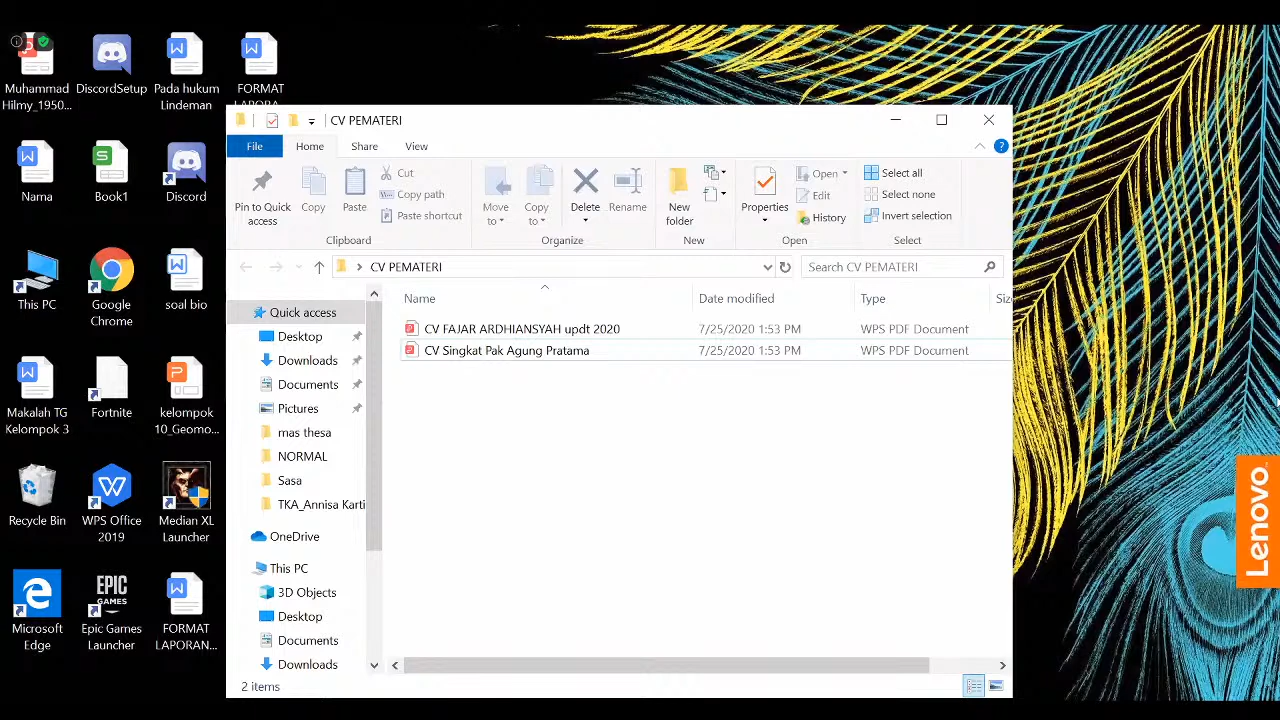 Muhammad
Hilmy_1950...
DiscordSetup
Pada hukum
Lindeman
FORMAT
Nama
Book1
Discord
This PC
Google
Chrome
soal bio
Makalah TG
Kelompok 3
Fortnite
kelompok
10_Geomo...
Recycle Bin
WPS Office
2019
Median XL
Launcher
Microsoft
Edge
EPIC
GAMES
Epic Games
Launcher
FORMAT
LAPORAN...
CV PEMATERI
File
Home
Share
View
Pin to Quick
access
Copy
Paste
Cut
Copy path
Paste shortcut
Clipboard
Move
to
Copy
to
Delete
Rename
Organize
New
folder
New
Properties
Open
Edit
History
Open
Select all
Select none
Invert selection
Select
CV PEMATERI
Search CV PEMATERI
Name
Date modified
Type
CV FAJAR ARDHIANSYAH updt 2020
7/25/2020 1:53 PM
WPS PDF Document
CV Singkat Pak Agung Pratama
7/25/2020 1:53 PM
WPS PDF Document
Quick access
Desktop
Downloads
Documents
Pictures
mas thesa
NORMAL
Sasa
TKA_Annisa Karti
OneDrive
This PC
3D Objects
Desktop
Documents
Downloads
2 items
Lenovo